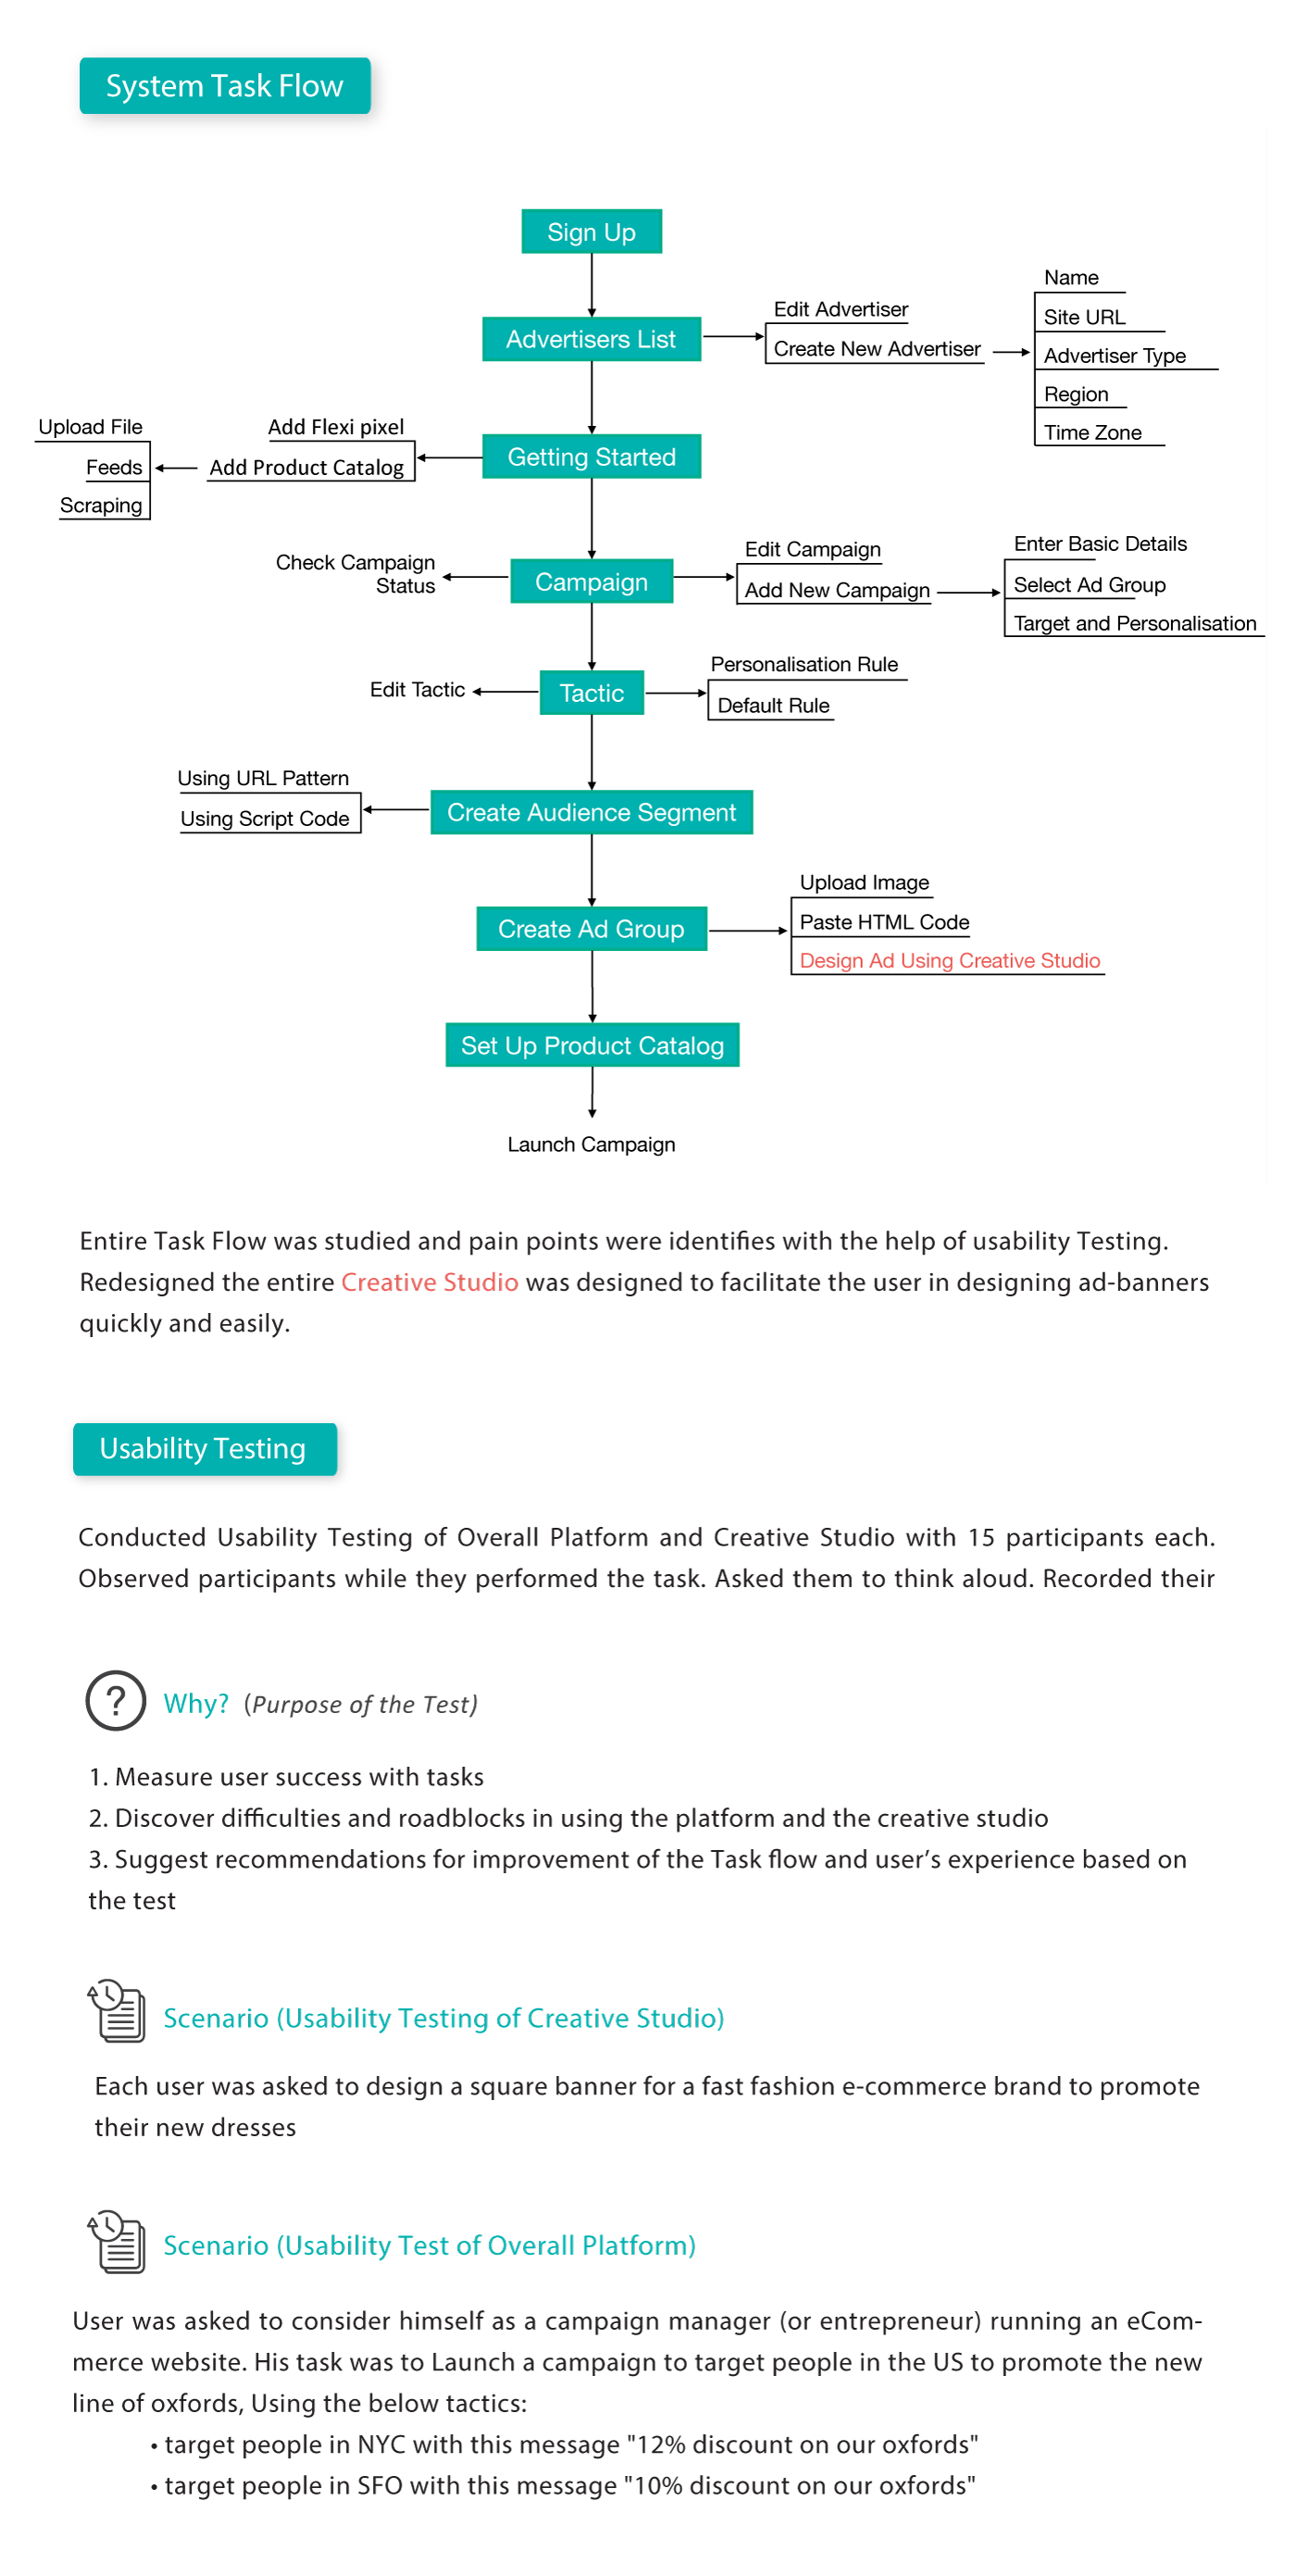 System Task Flow
Sign Up
Advertisers List
Edit Advertiser
Create New Advertiser
Name
Site URL
Advertiser Type
Region
Time Zone
Getting Started
Add Flexi pixel
Add Product Catalog
Upload File
Feeds
Scraping
Campaign
Check Campaign
Status
Edit Campaign
Add New Campaign
Enter Basic Details
Select Ad Group
Target and Personalisation
Tactic
Edit Tactic
Personalisation Rule
Default Rule
Create Audience Segment
Using URL Pattern
Using Script Code
Create Ad Group
Upload Image
Paste HTML Code
Design Ad Using Creative Studio
Set Up Product Catalog
Launch Campaign
Entire Task Flow was studied and pain points were identifies with the help of usability Testing.
Redesigned the entire Creative Studio was designed to facilitate the user in designing ad-banners
quickly and easily.
Usability Testing
Conducted Usability Testing of Overall Platform and Creative Studio with 15 participants each.
Observed participants while they performed the task. Asked them to think aloud. Recorded their
? Why? (Purpose of the Test)
1. Measure user success with tasks
2. Discover difficulties and roadblocks in using the platform and the creative studio
3. Suggest recommendations for improvement of the Task flow and user’s experience based on
the test
Scenario (Usability Testing of Creative Studio)
Each user was asked to design a square banner for a fast fashion e-commerce brand to promote
their new dresses
Scenario (Usability Test of Overall Platform)
User was asked to consider himself as a campaign manager (or entrepreneur) running an eCom-
merce website. His task was to Launch a campaign to target people in the US to promote the new
line of oxfords, Using the below tactics:
• target people in NYC with this message "12% discount on our oxfords"
• target people in SFO with this message "10% discount on our oxfords"